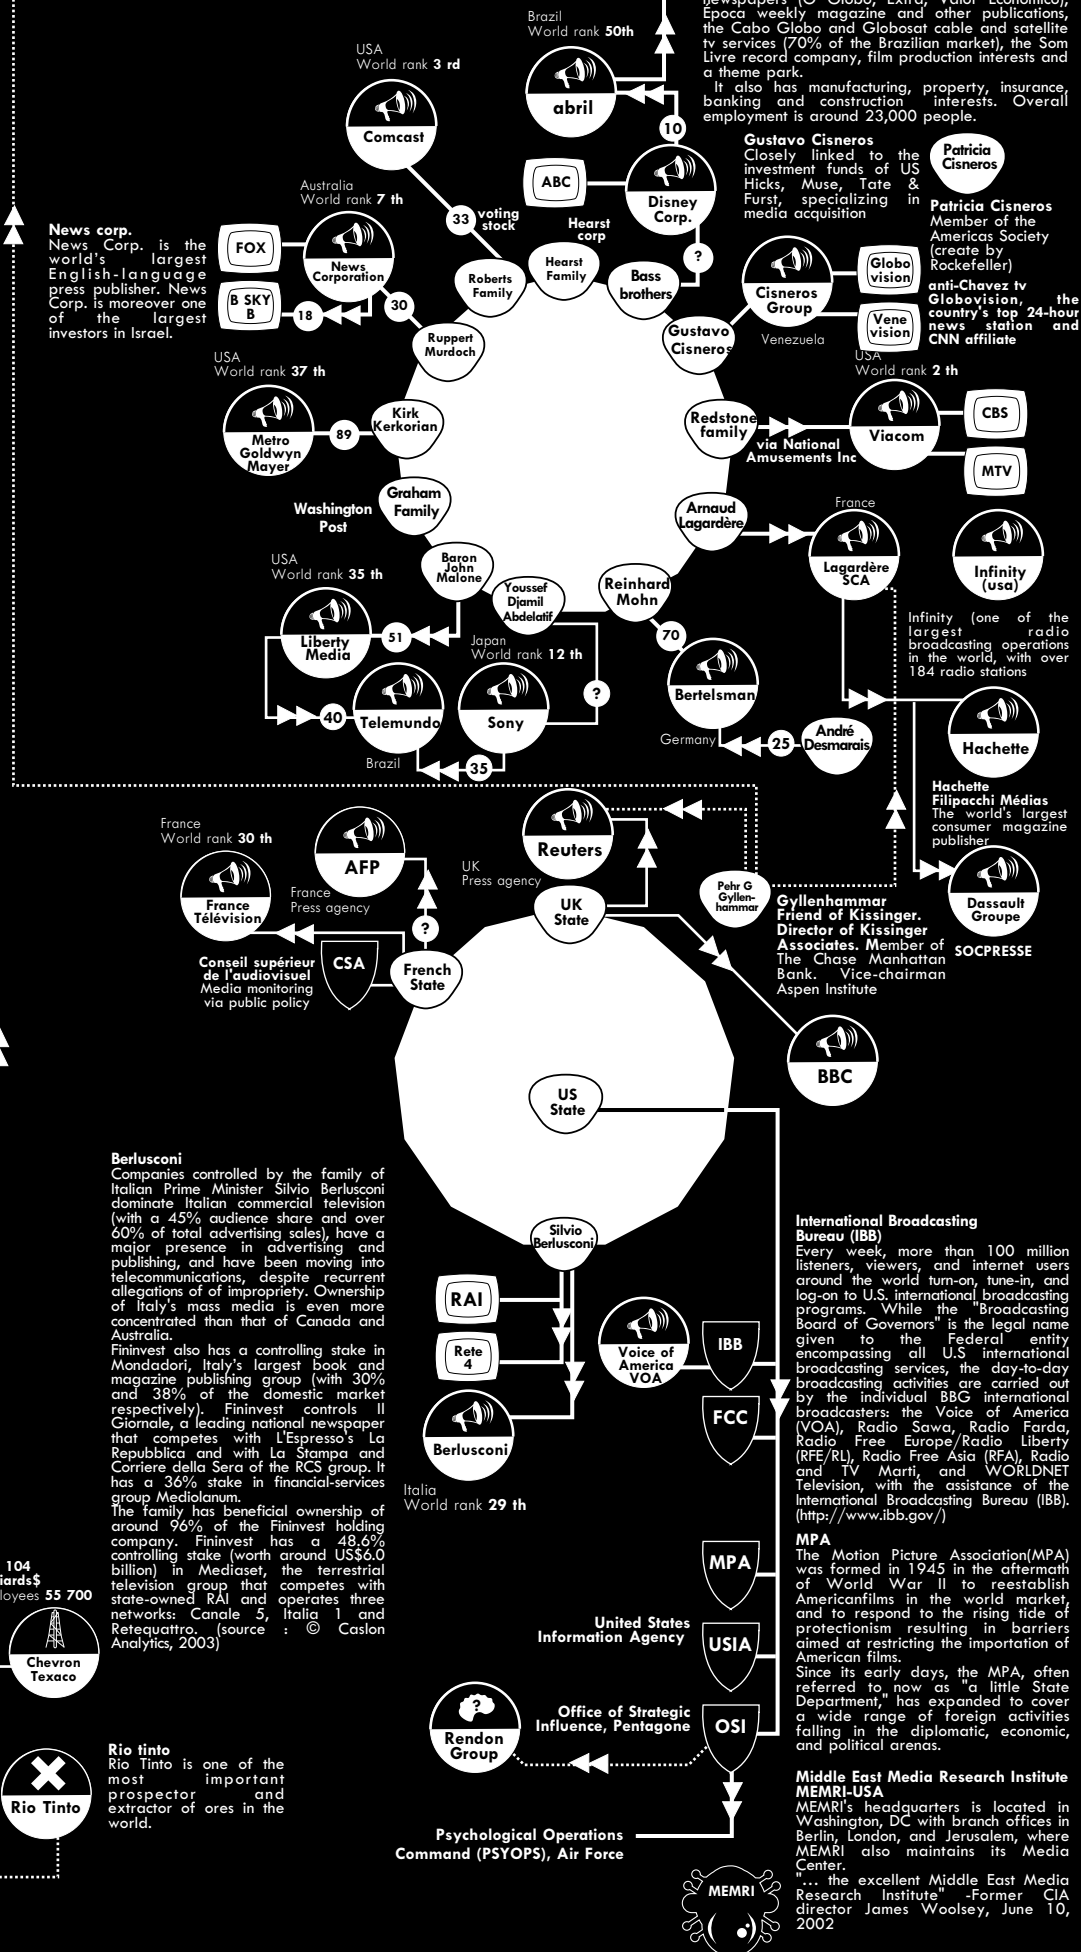 newspapers (O Globo, Extra, Valor Economico),
Epoca weekly magazine and other publications,
the Cabo Globo and Globosat cable and satellite
tv services (70% of the Brazilian market), the Som
Livre record company, film production interests and
a theme park.
It also has manufacturing, property, insurance,
banking and construction interests. Overall
employment is around 23,000 people.
Brazil
World rank 50th
abril
10
USA
World rank 3 rd
Comcast
33
voting
stock
ABC
Disney
Corp.
?
Hearst
corp
Gustavo Cisneros
Closely linked to the
investment funds of US
Hicks, Muse, Tate &
Furst, specializing in
media acquisition
Patricia
Cisneros
Patricia Cisneros
Member of the
Americas Society
(create by
Rockefeller)
anti-Chavez tv
Globovision, the
country's top 24-hour
news station and
CNN affiliate
Australia
World rank 7 th
News corp.
News Corp. is the
world's largest
English-language
press publisher. News
Corp. is moreover one
of the largest
investors in Israel.
FOX
B SKY
B
18
News
Corporation
30
Roberts
Family
Hearst
Family
Bass
brothers
Gustavo
Cisneros
Cisneros
Group
Venezuela
Globo
vision
Vene
vision
Ruppert
Murdoch
USA
World rank 37 th
Metro
Goldwyn
Mayer
89
Kirk
Kerkorian
Redstone
family
via National
Amusements Inc
USA
World rank 2 th
Viacom
CBS
MTV
Washington
Post
Graham
Family
Arnaud
Lagardère
France
Lagardère
SCA
Infinity
(usa)
Infinity (one of the
largest radio
broadcasting operations
in the world, with over
184 radio stations
USA
World rank 35 th
Liberty
Media
51
Baron
John
Malone
Youssef
Djamil
Abdelatif
Reinhard
Mohn
70
Japan
World rank 12 th
Sony
?
40
Telemundo
Brazil
35
Bertelsman
Germany
25
André
Desmarais
Hachette
Hachette
Filipacchi Médias
The world's largest
consumer magazine
publisher
Dassault
Groupe
SOCPRESSE
France
World rank 30 th
France
Télévision
AFP
France
Press agency
UK
Press agency
Reuters
UK
State
Pehr G
Gyllen-
hammar
Gyllenhammar
Friend of Kissinger.
Director of Kissinger
Associates. Member of
The Chase Manhattan
Bank. Vice-chairman
Aspen Institute
?
Conseil supérieur
de l'audiovisuel
Media monitoring
via public policy
CSA
French
State
BBC
US
State
Berlusconi
Companies controlled by the family of
Italian Prime Minister Silvio Berlusconi
dominate Italian commercial television
(with a 45% audience share and over
60% of total advertising sales), have a
major presence in advertising and
publishing, and have been moving into
telecommunications, despite recurrent
allegations of of impropriety. Ownership
of Italy's mass media is even more
concentrated than that of Canada and
Australia.
Fininvest also has a controlling stake in
Mondadori, Italy's largest book and
magazine publishing group (with 30%
and 38% of the domestic market
respectively). Fininvest controls Il
Giornale, a leading national newspaper
that competes with L'Espresso's La
Repubblica and with La Stampa and
Corriere della Sera of the RCS group. It
has a 36% stake in financial-services
group Mediolanum.
The family has beneficial ownership of
around 96% of the Fininvest holding
company. Fininvest has a 48.6%
controlling stake (worth around US$6.0
billion) in Mediaset, the terrestrial
television group that competes with
state-owned RAI and operates three
networks: Canale 5, Italia 1 and
Retequattro. (source : © Caslon
Analytics, 2003)
Silvio
Berlusconi
RAI
Rete
4
Berlusconi
Italia
World rank 29 th
Voice of
America
VOA
IBB
FCC
MPA
United States
Information Agency
USIA
Office of Strategic
Influence, Pentagone
OSI
?
Rendon
Group
Psychological Operations
Command (PSYOPS), Air Force
MEMRI
International Broadcasting
Bureau (IBB)
Every week, more than 100 million
listeners, viewers, and internet users
around the world turn-on, tune-in, and
log-on to U.S. international broadcasting
programs. While the "Broadcasting
Board of Governors" is the legal name
given to the Federal entity
encompassing all U.S international
broadcasting services, the day-to-day
broadcasting activities are carried out
by the individual BBG international
broadcasters: the Voice of America
(VOA), Radio Sawa, Radio Farda,
Radio Free Europe/Radio Liberty
(RFE/RL), Radio Free Asia (RFA), Radio
and TV Marti, and WORLDNET
Television, with the assistance of the
International Broadcasting Bureau (IBB).
(http://www.ibb.gov/)
MPA
The Motion Picture Association(MPA)
was formed in 1945 in the aftermath
of World War II to reestablish
Americanfilms in the world market,
and to respond to the rising tide of
protectionism resulting in barriers
aimed at restricting the importation of
American films.
Since its early days, the MPA, often
referred to now as "a little State
Department," has expanded to cover
a wide range of foreign activities
falling in the diplomatic, economic,
and political arenas.
Middle East Media Research Institute
MEMRI-USA
MEMRI's headquarters is located in
Washington, DC with branch offices in
Berlin, London, and Jerusalem, where
MEMRI also maintains its Media
Center.
"... the excellent Middle East Media
Research Institute" -Former CIA
director James Woolsey, June 10,
2002
104
iards$
loyees 55 700
Chevron
Texaco
Rio Tinto
Rio tinto
Rio Tinto is one of the
most important
prospector and
extractor of ores in the
world.